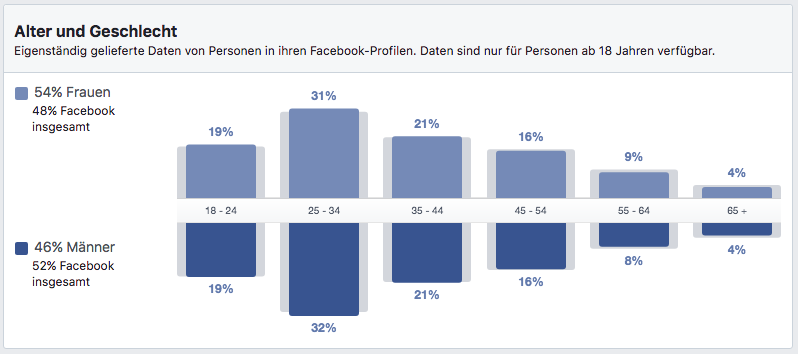 Alter und Geschlecht
Eigenständig gelieferte Daten von Personen in ihren Facebook-Profilen. Daten sind nur für Personen ab 18 Jahren verfügbar.
54% Frauen
48% Facebook
insgesamt
19%
31%
21%
16%
9%
4%
18 - 24
25 - 34
35 - 44
45 - 54
55 - 64
65 +
46% Männer
52% Facebook
insgesamt
19%
32%
21%
16%
8%
4%